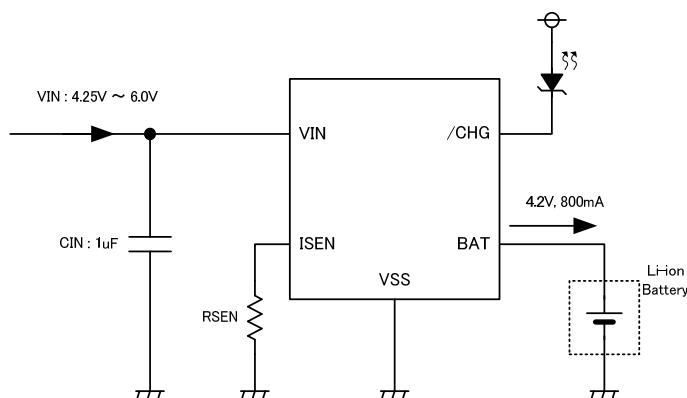 VIN : 4.25V ～ 6.0V
VIN
/CHG
4.2V, 800mA
CIN : 1uF
ISEN
BAT
VSS
Li-ion
Battery
RSEN